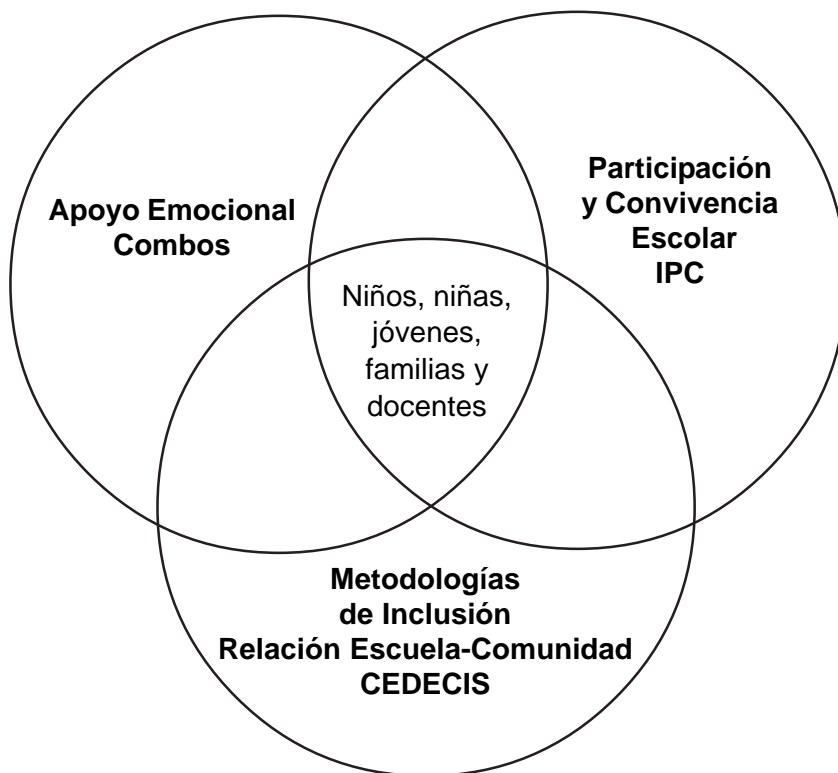 Apoyo Emocional
Combos
Participación
y Convivencia
Escolar
IPC
Niños, niñas,
jóvenes,
familias y
docentes
Metodologías
de Inclusión
Relación Escuela-Comunidad
CEDECIS